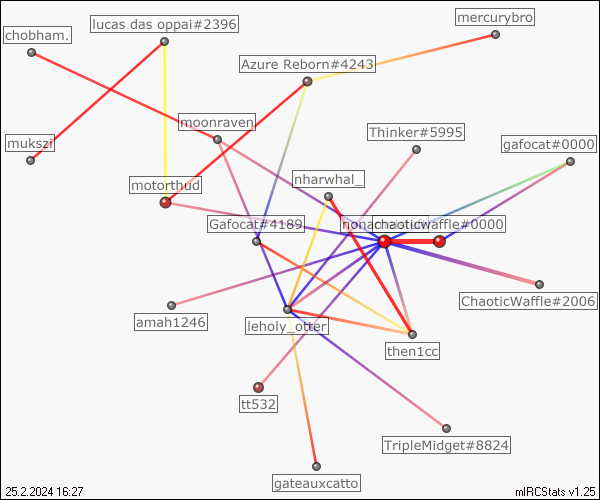 mercurybro
lucas das oppai#2396
chobham.
Azure Reborn#4243
moonraven
Thinker#5995
mukszi
gafocat#0000
nharwhal_
motorthud
Gafocat#4189
chaoticwaffle#0000
ChaoticWaffle#2006
amah1246
leholy_otter
then1cc
tt532
TripleMidget#8824
gateauxcatto
25.2.2024 16:27
mIRCStats v1.25